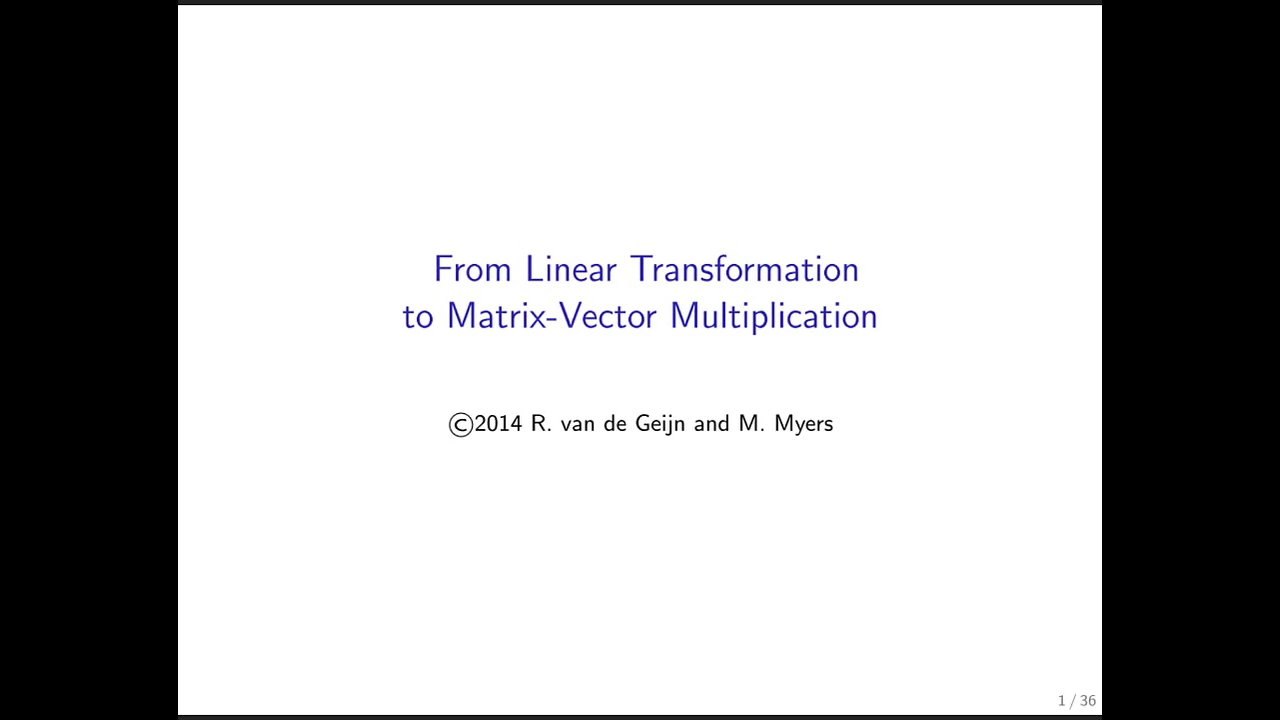 From Linear Transformation
to Matrix-Vector Multiplication
©2014 R. van de Geijn and M. Myers
1 / 36